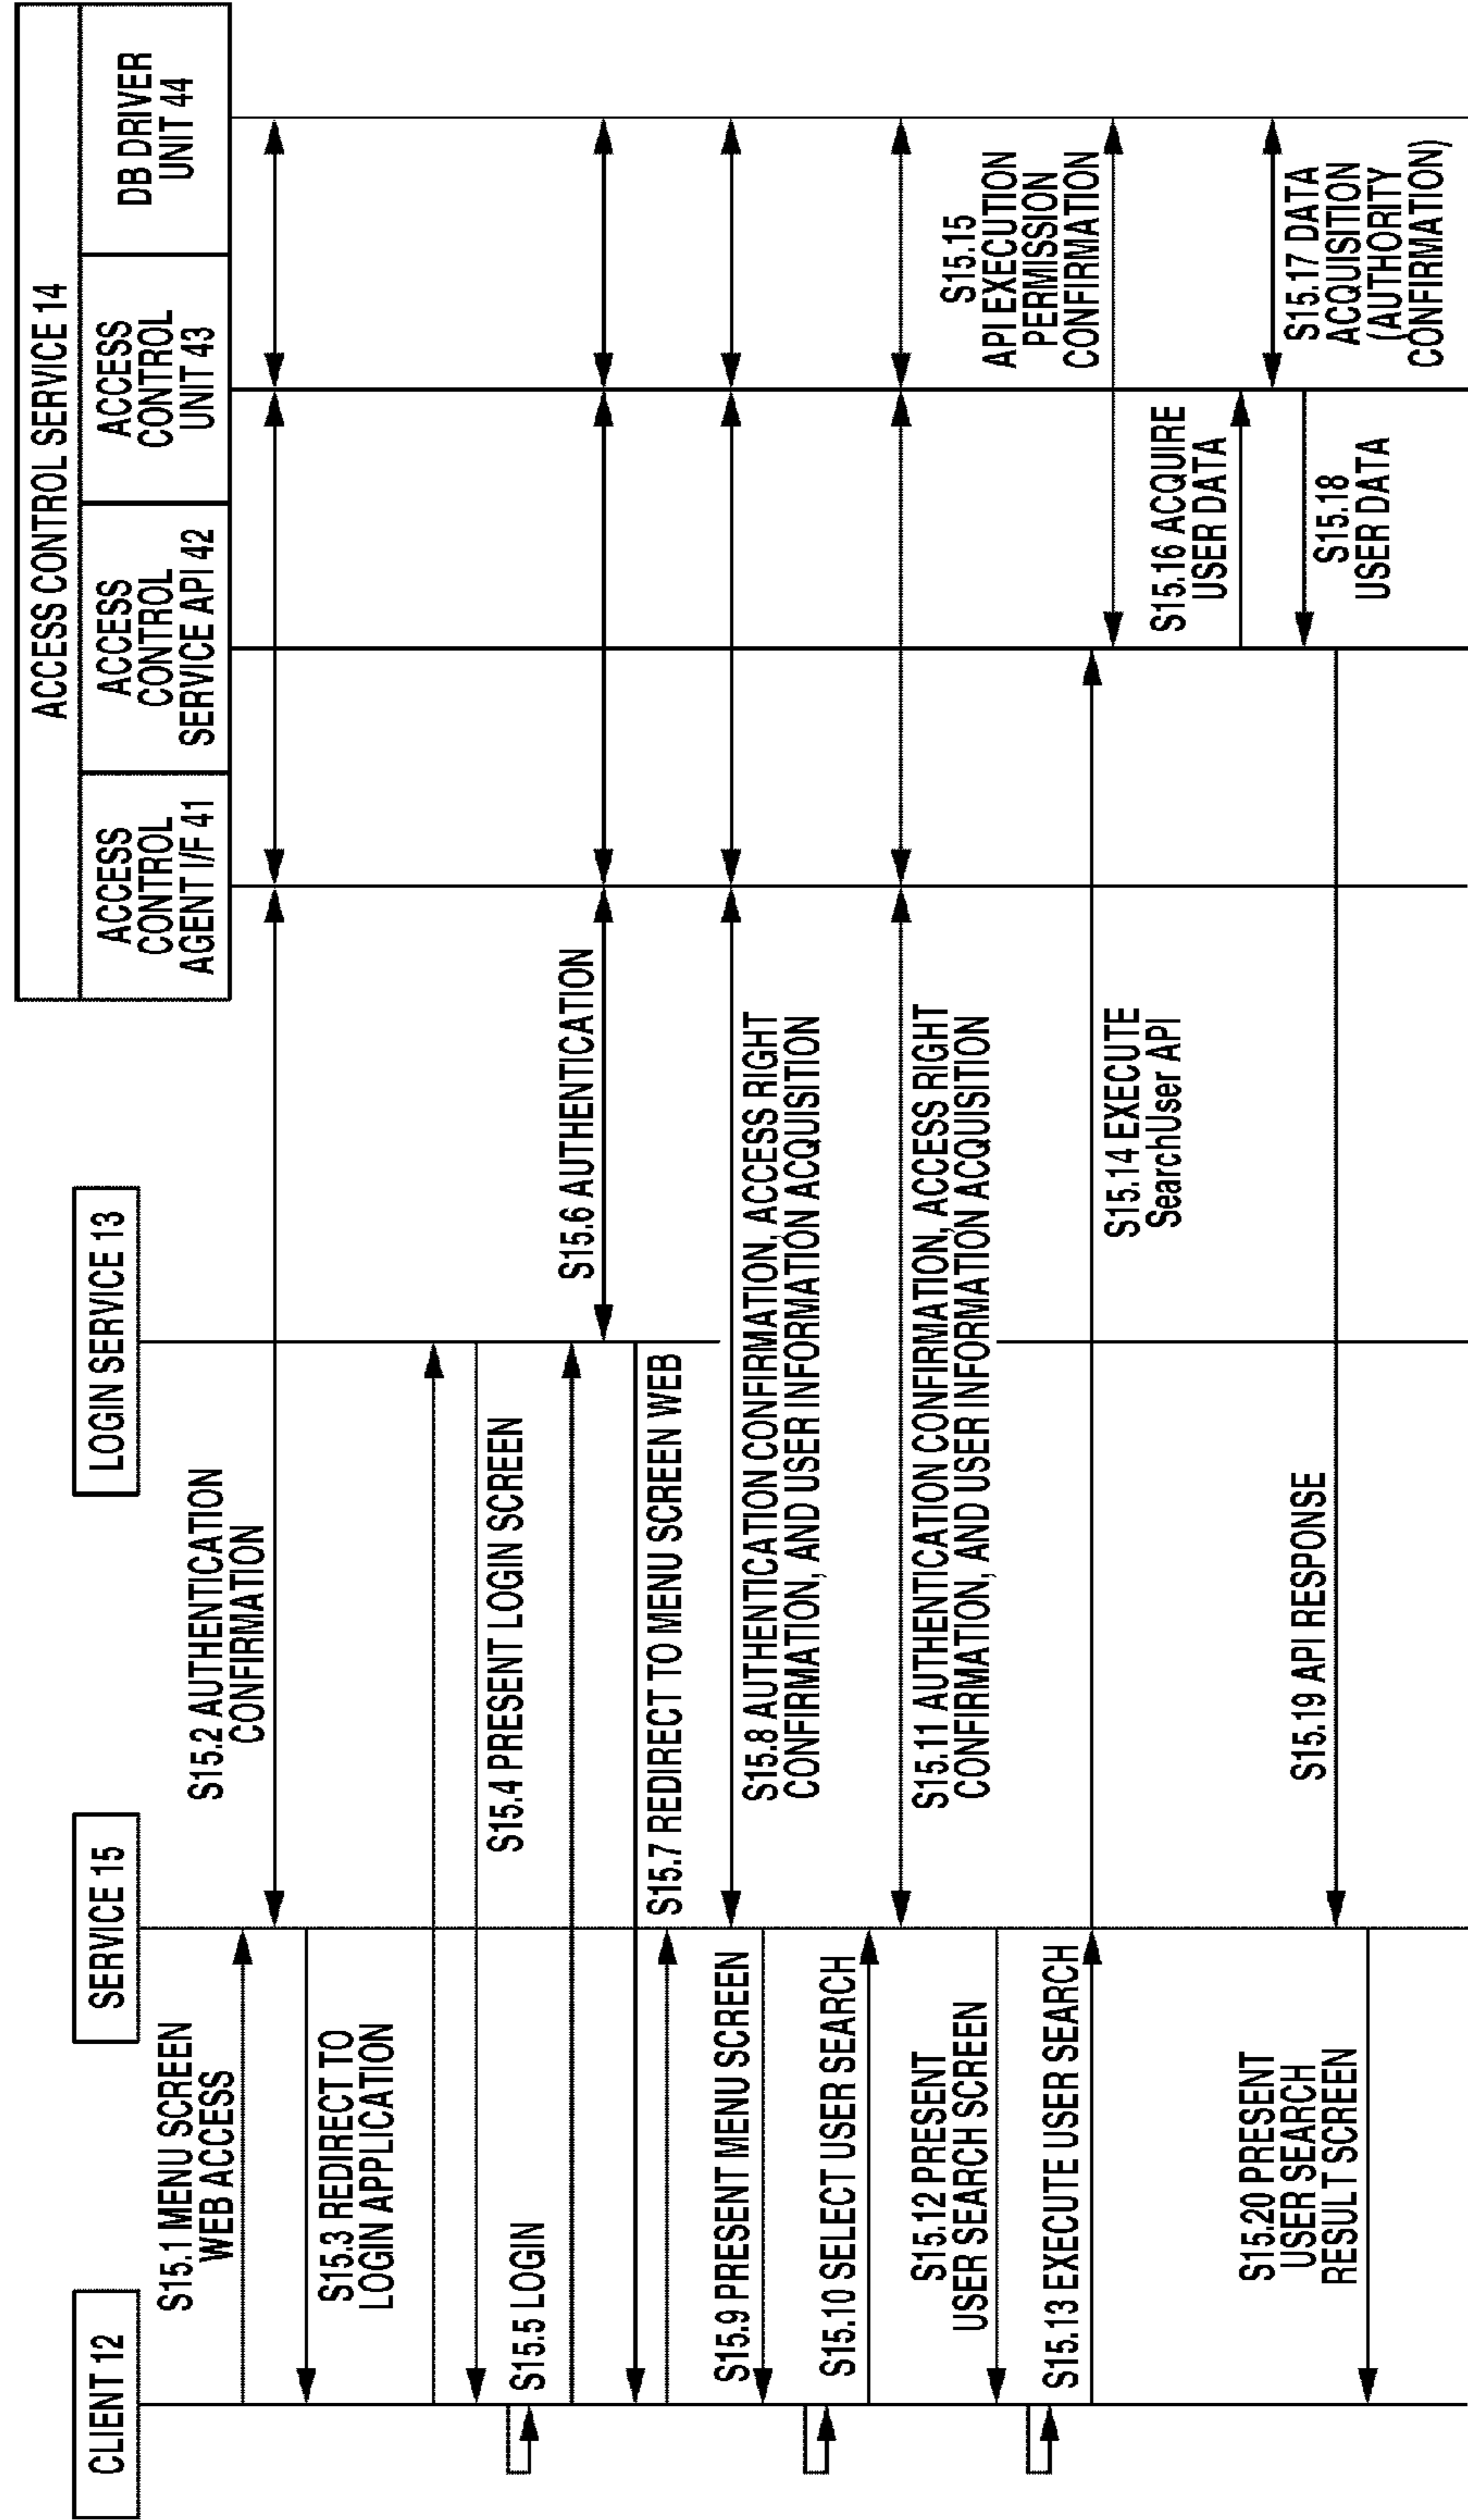 CLIENT 12
SERVICE 15
LOGIN SERVICE 13
ACCESS CONTROL SERVICE 14
ACCESS
CONTROL
AGENT I/F 41
ACCESS
CONTROL
SERVICE API 42
ACCESS
CONTROL
UNIT 43
DB DRIVER
UNIT 44
S15.1 MENU SCREEN
WEB ACCESS
S15.2 AUTHENTICATION
CONFIRMATION
S15.3 REDIRECT TO
LOGIN APPLICATION
S15.4 PRESENT LOGIN SCREEN
S15.5 LOGIN
S15.6 AUTHENTICATION
S15.7 REDIRECT TO MENU SCREEN WEB
S15.8 AUTHENTICATION CONFIRMATION, ACCESS RIGHT
CONFIRMATION, AND USER INFORMATION ACQUISITION
S15.9 PRESENT MENU SCREEN
S15.10 SELECT USER SEARCH
S15.11 AUTHENTICATION CONFIRMATION, ACCESS RIGHT
CONFIRMATION, AND USER INFORMATION ACQUISITION
S15.12 PRESENT
USER SEARCH SCREEN
S15.13 EXECUTE USER SEARCH
S15.14 EXECUTE
SearchUser API
S15.15
API EXECUTION
PERMISSION
CONFIRMATION
S15.16 ACQUIRE
USER DATA
S15.17 DATA
ACQUISITION
(AUTHORITY
CONFIRMATION)
S15.18
USER DATA
S15.19 API RESPONSE
S15.20 PRESENT
USER SEARCH
RESULT SCREEN